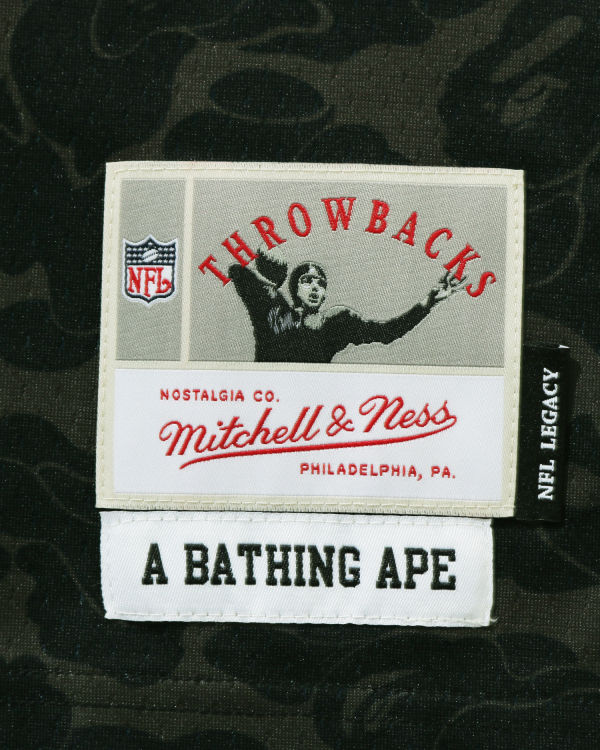 THROWBACKS
NFL
NOSTALGIA CO.
Mitchell & Ness
PHILADELPHIA, PA.
NFL LEGACY
A BATHING APE